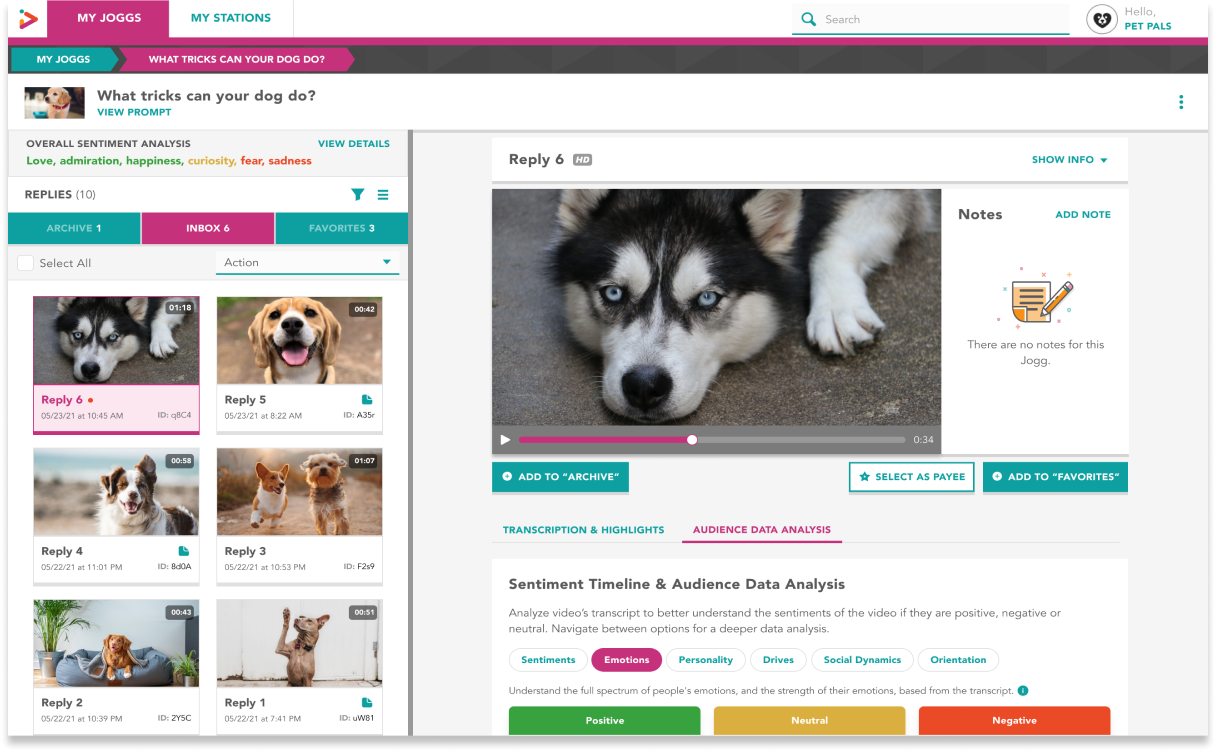 MY JOGGS
MY STATIONS
Search
Hello,
PET PALS
MY JOGGS
WHAT TRICKS CAN YOUR DOG DO?
What tricks can your dog do?
VIEW PROMPT
OVERALL SENTIMENT ANALYSIS
VIEW DETAILS
Love, admiration, happiness, curiosity, fear, sadness
REPLIES (10)
ARCHIVE 1
INBOX 6
FAVORITES 3
Select All
Action
01:18
Reply 6
05/23/21 at 10:45 AM
ID: q8C4
00:42
Reply 5
05/23/21 at 8:22 AM
ID: A35r
00:58
Reply 4
05/22/21 at 11:01 PM
ID: 8d0A
01:07
Reply 3
05/22/21 at 10:53 PM
ID: F2s9
00:43
Reply 2
05/22/21 at 10:39 PM
ID: 2Y5C
00:51
Reply 1
05/22/21 at 7:41 PM
ID: uW81
Reply 6
HD
SHOW INFO
0:34
Notes
ADD NOTE
There are no notes for this
Jogg.
ADD TO “ARCHIVE”
SELECT AS PAYEE
ADD TO “FAVORITES”
TRANSCRIPTION & HIGHLIGHTS
AUDIENCE DATA ANALYSIS
Sentiment Timeline & Audience Data Analysis
Analyze video’s transcript to better understand the sentiments of the video if they are positive, negative or
neutral. Navigate between options for a deeper data analysis.
Sentiments
Emotions
Personality
Drives
Social Dynamics
Orientation
Understand the full spectrum of people's emotions, and the strength of their emotions, based from the transcript.
Positive
Neutral
Negative